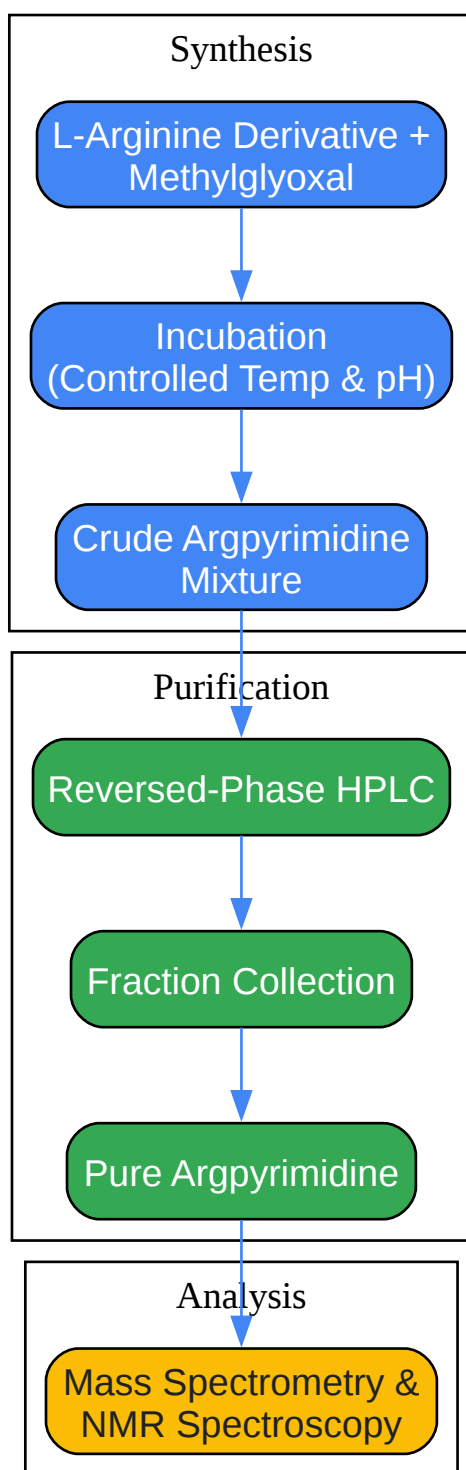 Synthesis
L-Arginine Derivative +
Methylglyoxal
Incubation
(Controlled Temp & pH)
Crude Argpyrimidine
Mixture
Purification
Reversed-Phase HPLC
Fraction Collection
Pure Argpyrimidine
Analysis
Mass Spectrometry &
NMR Spectroscopy